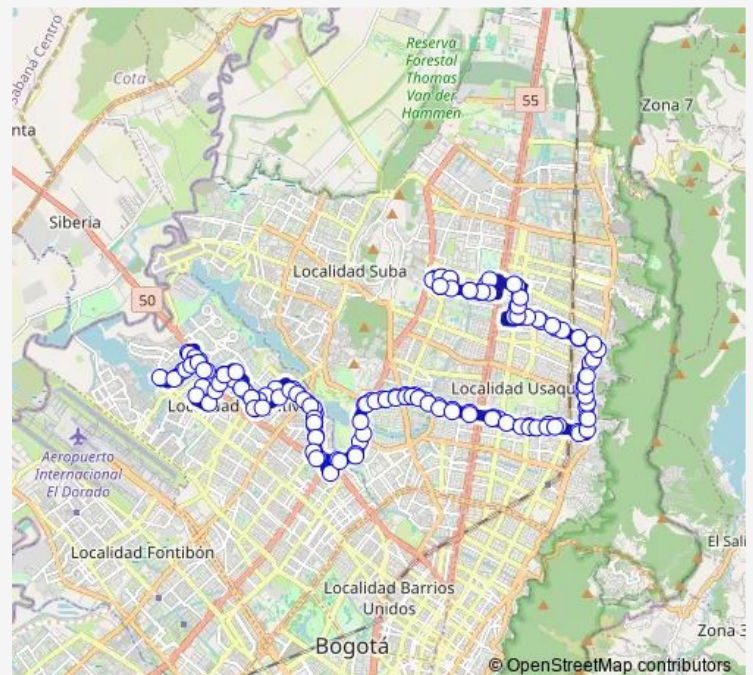 Sabana Centro
Cota
Reserva
Forestal
Thomas
Van der
Hammen
55
Zona 7
Siberia
Localidad Suba
50
Localidad Usaqu
Aeropuerto
Internacional
El Dorado
Localidad Fontibón
Localidad Barrios
Unidos
El Sali
Zona 3
Bogotá
© OpenStreetMap contributors